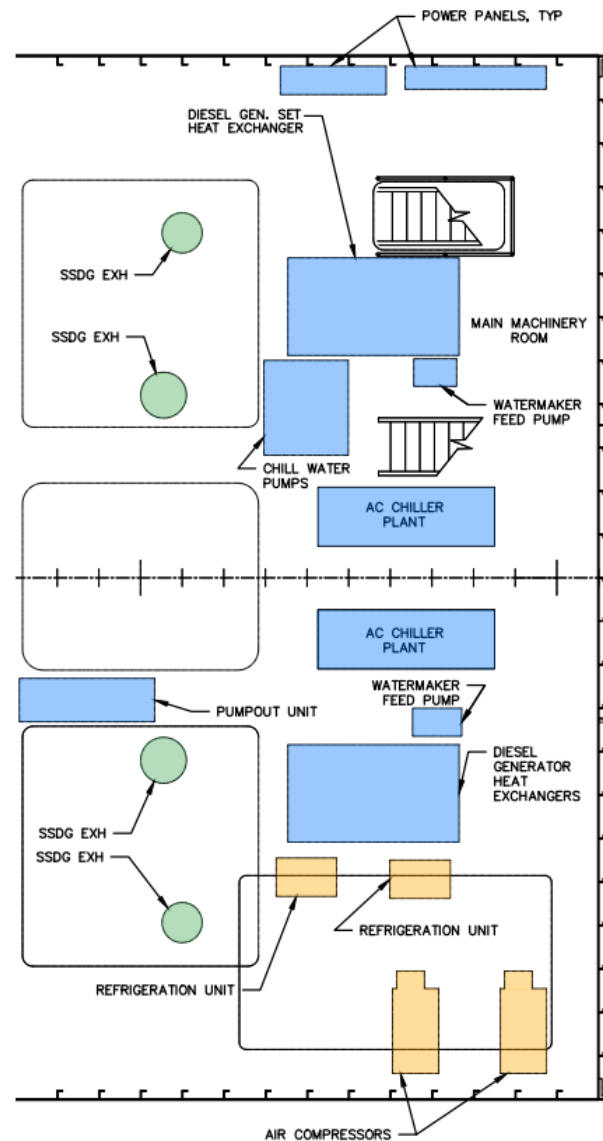 POWER PANELS, TYP
DIESEL GEN. SET
HEAT EXCHANGER
SSDG EXH
MAIN MACHINERY
ROOM
SSDG EXH
WATERMAKER
FEED PUMP
CHILL WATER
PUMPS
AC CHILLER
PLANT
AC CHILLER
PLANT
WATERMAKER
FEED PUMP
PUMPOUT UNIT
DIESEL
GENERATOR
HEAT
EXCHANGERS
SSDG EXH
SSDG EXH
REFRIGERATION UNIT
REFRIGERATION UNIT
AIR COMPRESSORS